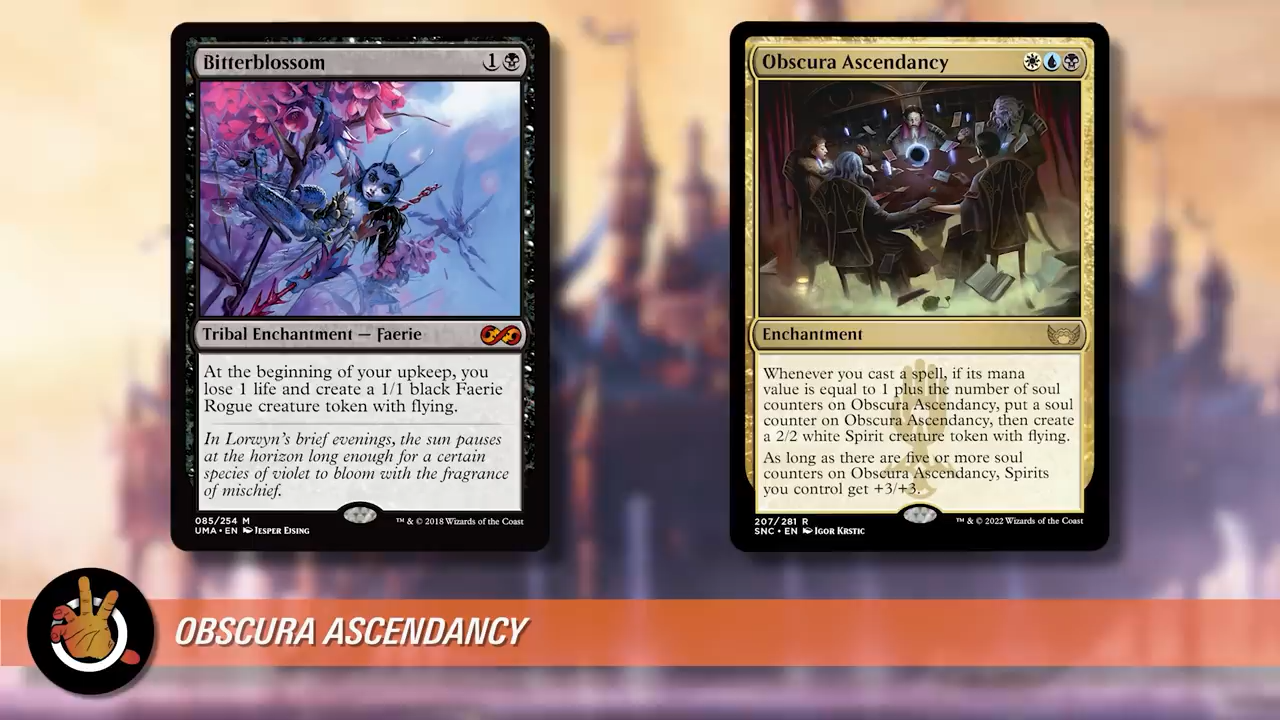 Bitterblossom 1
Tribal Enchantment — Faerie
At the beginning of your upkeep, you
lose 1 life and create a 1/1 black Faerie
Rogue creature token with flying.
In Lorwyn's brief evenings, the sun pauses
at the horizon long enough for a certain
species of violet to bloom with the fragrance
of mischief.
085/254 M
UMA • EN Jesper Eising
™ & © 2018 Wizards of the Coast
Obscura Ascendancy
Enchantment
Whenever you cast a spell, if its mana
value is equal to 1 plus the number of soul
counters on Obscura Ascendancy, put a soul
counter on Obscura Ascendancy, then create
a 2/2 white Spirit creature token with flying.
As long as there are five or more soul
counters on Obscura Ascendancy, Spirits
you control get +3/+3.
207/281 R
SNC • EN Igor Krstic
™ & © 2022 Wizards of the Coast
OBSCURA ASCENDANCY